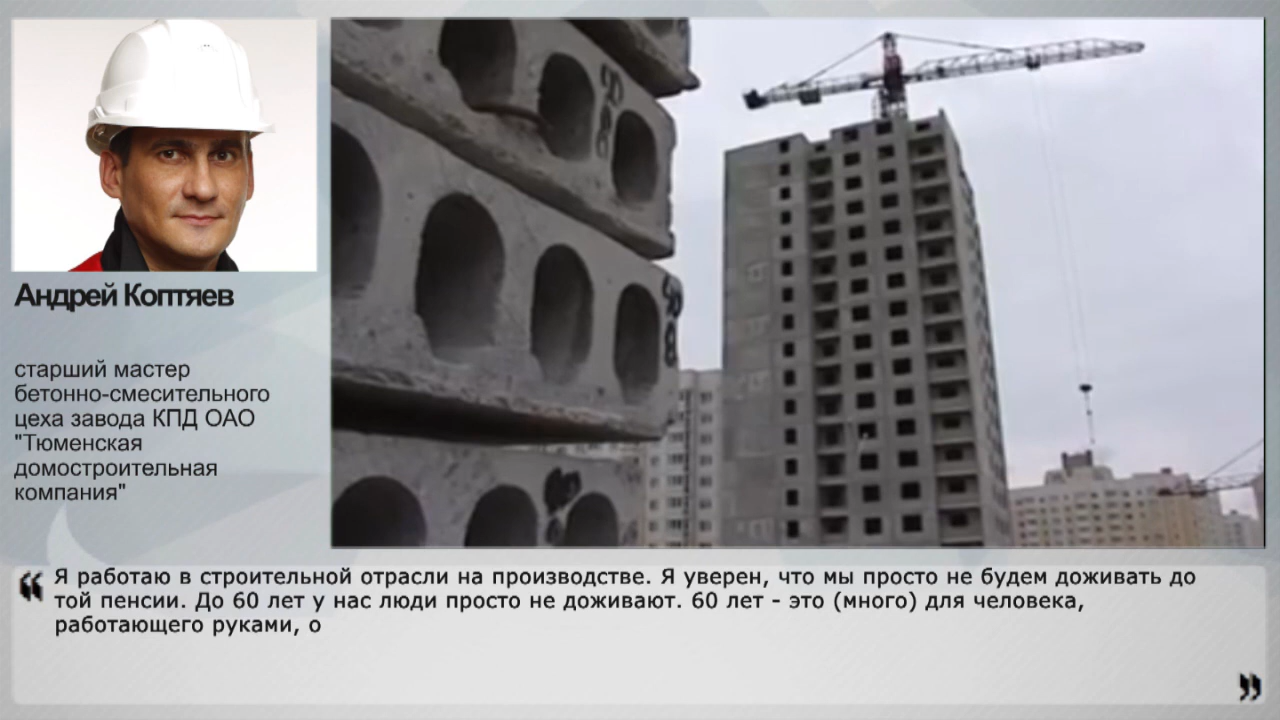 Андрей Коптяев
старший мастер
бетонно-смесительного
цеха завода КПД ОАО
"Тюменская
домостроительная
компания"
“ Я работаю в строительной отрасли на производстве. Я уверен, что мы просто не будем доживать до
той пенсии. До 60 лет у нас люди просто не доживают. 60 лет - это (много) для человека,
работающего руками, о
”